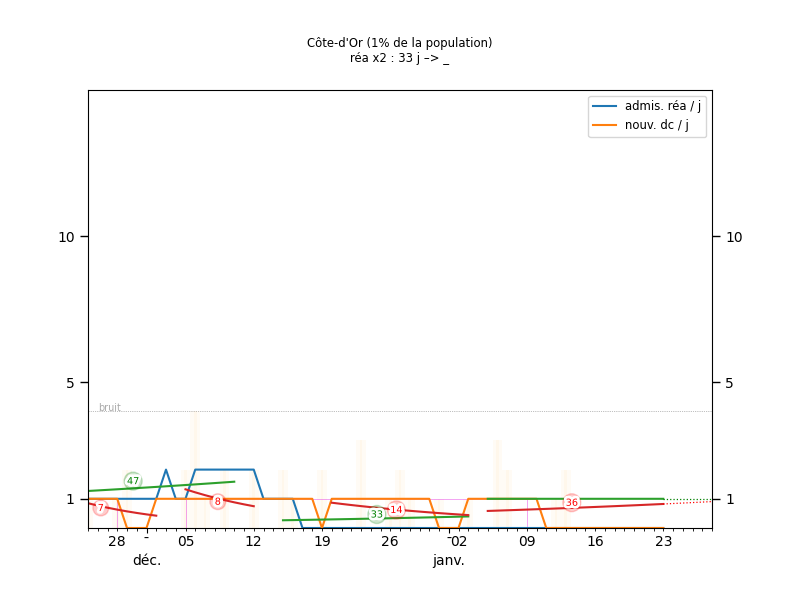 Côte-d'Or (1% de la population)
réa x2 : 33 j –> _
admis. réa / j
nouv. dc / j
10 10
5 5
bruit
1 1
47
7
8
33
14
36
28 - 05 12 19 26 - 02 09 16 23
déc. janv.